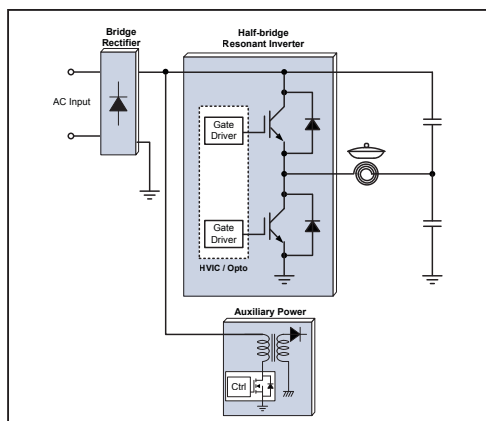 Bridge
Rectifier
Half-bridge
Resonant Inverter
AC Input
Gate
Driver
Gate
Driver
HVIC / Opto
Auxiliary Power
Ctrl